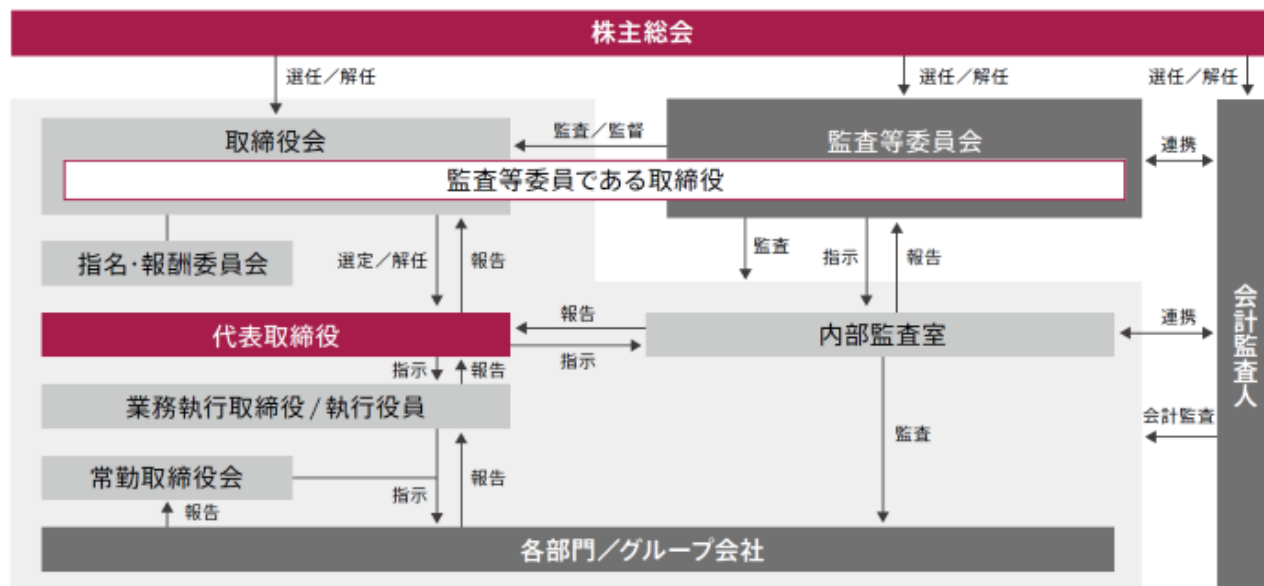 株主総会
選任／解任
選任／解任
選任／解任
取締役会
監査／監督
監査等委員会
連携
監査等委員である取締役
指名・報酬委員会
選定／解任
報告
監査
指示
報告
代表取締役
報告
指示
内部監査室
連携
会計監査人
指示
報告
業務執行取締役 / 執行役員
監査
会計監査
常勤取締役会
指示
報告
報告
各部門／グループ会社